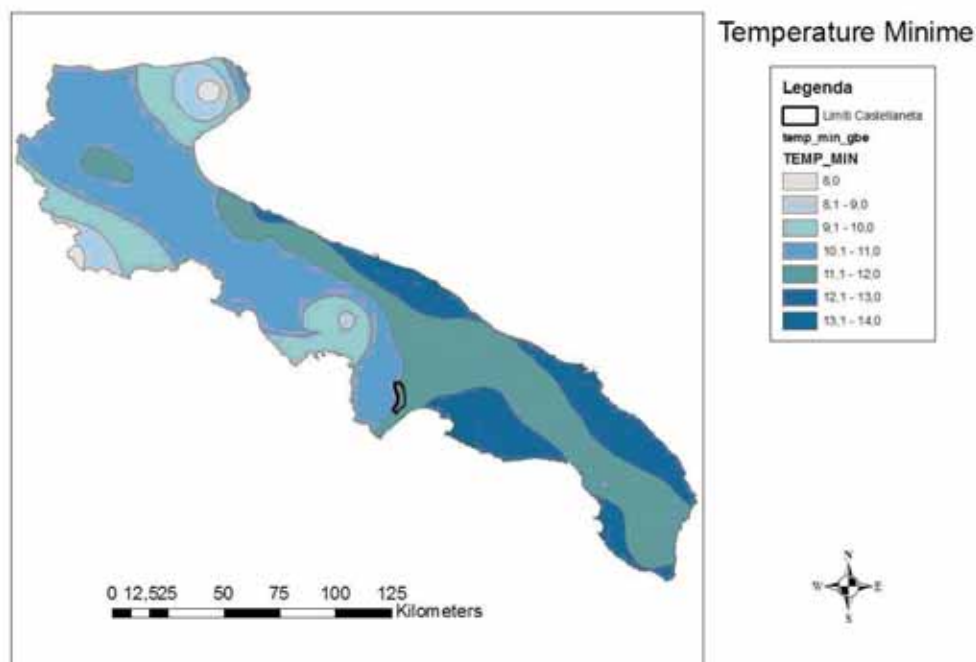 Temperature Minime
Legenda
Limiti Castellaneta
temp_min_gbe
TEMP_MIN
8,0
8,1 - 9,0
9,1 - 10,0
10,1 - 11,0
11,1 - 12,0
12,1 - 13,0
13,1 - 14,0
N
W E
S
0 12,525 50 75 100 125
Kilometers